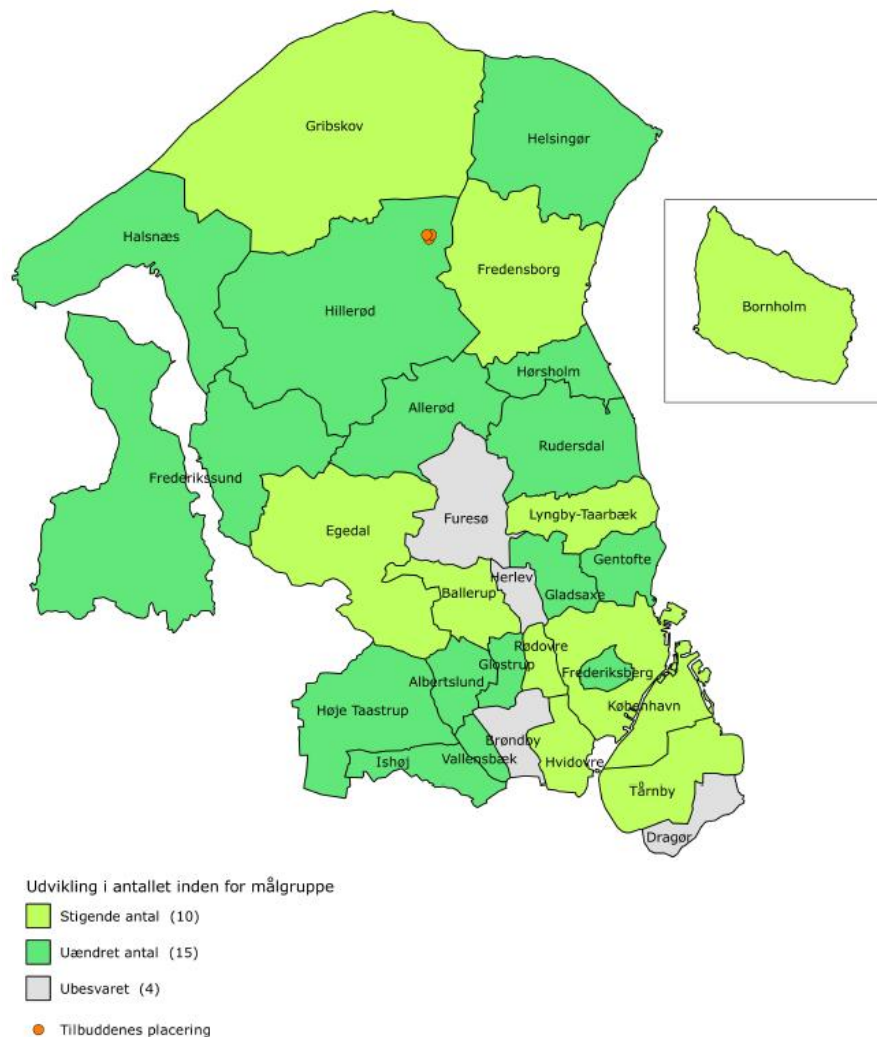 Gribskov
Helsingør
Halsnæs
Fredensborg
Hillerød
Bornholm
Hørsholm
Allerød
Rudersdal
Frederikssund
Furesø
Lyngby-Taarbæk
Egedal
Gentofte
Herlev
Ballerup
Gladsaxe
Rødovre
Glostrup
Frederiksberg
Albertslund
Høje Taastrup
København
Brøndby
Ishøj
Vallensbæk
Hvidovre
Tårnby
Dragør
Udvikling i antallet inden for målgruppe
Stigende antal (10)
Uændret antal (15)
Ubesvaret (4)
Tilbuddenes placering